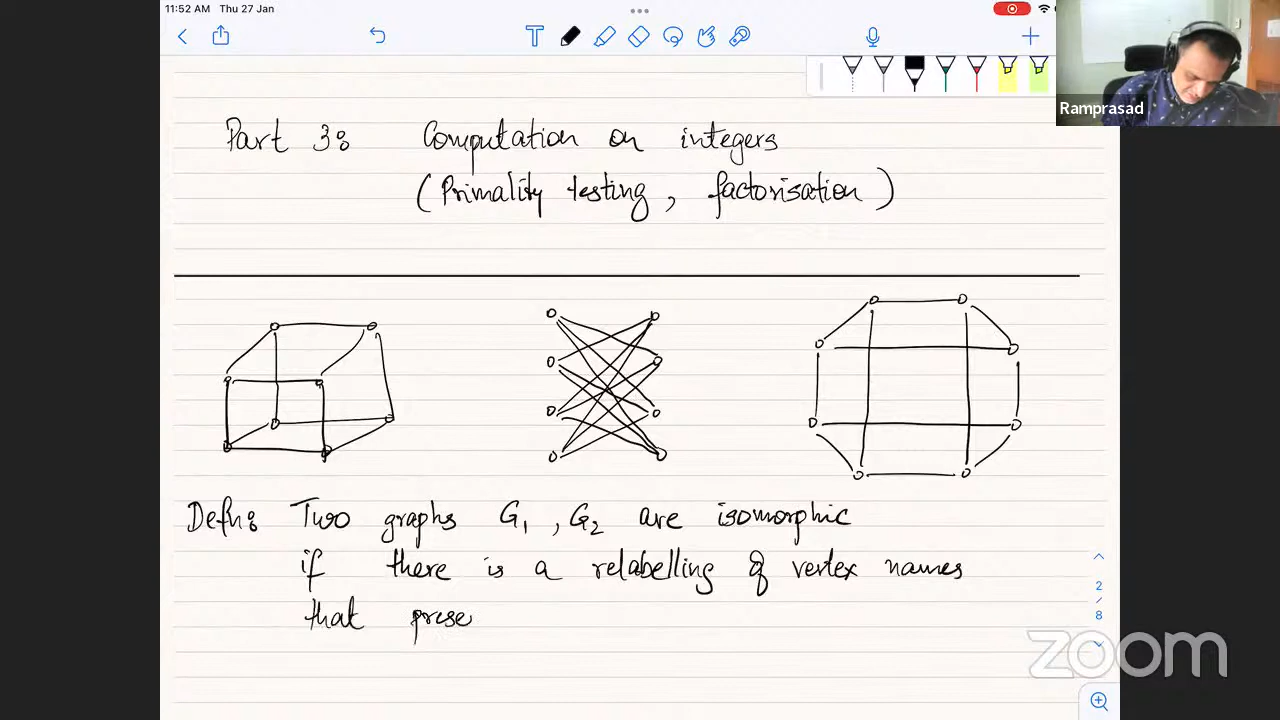 11:52 AM Thu 27 Jan
Ramprasad
Part 3: Computation on integers
(Primality testing, factorisation)
Defn: Two graphs G1, G2 are isomorphic
if there is a relabelling of vertex names
that prese
2
/
8
zoom